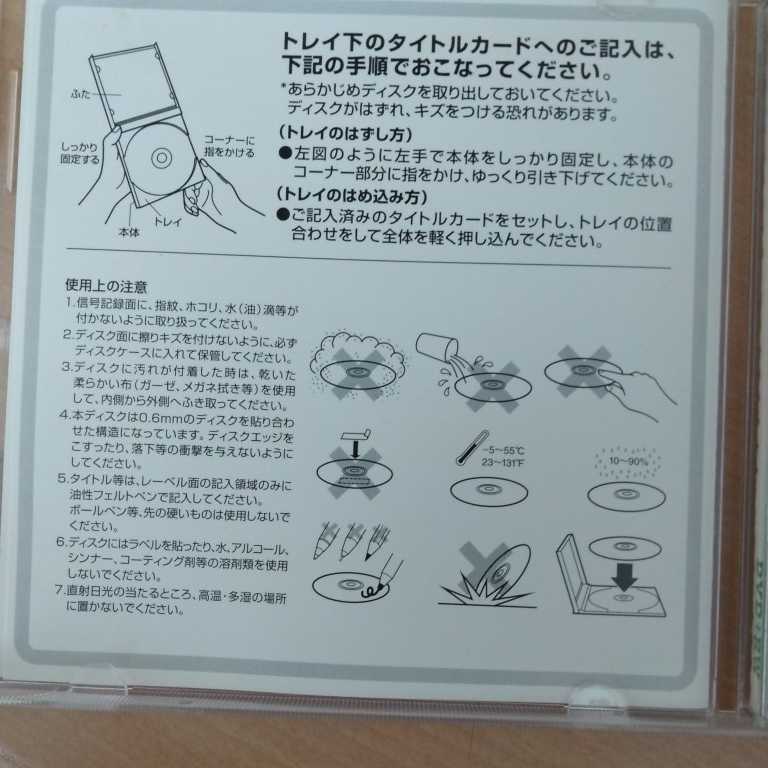 トレイ下のタイトルカードへのご記入は、
下記の手順でおこなってください。
*あらかじめディスクを取り出しておいてください。
ディスクがはずれ、キズをつける恐れがあります。
(トレイのはずし方)
●左図のように左手で本体をしっかり固定し、本体の
コーナー部分に指をかけ、ゆっくり引き下げてください。
(トレイのはめ込み方)
●ご記入済みのタイトルカードをセットし、トレイの位置
合わせをして全体を軽く押し込んでください。
ふた
しっかり
固定する
コーナーに
指をかける
トレイ
本体
使用上の注意
1.信号記録面に、指紋、ホコリ、水(油)滴等が
付かないように取り扱ってください。
2.ディスク面に擦りキズを付けないように、必ず
ディスクケースに入れて保管してください。
3.ディスクに汚れが付着した時は、乾いた
柔らかい布(ガーゼ、メガネ拭き等)を使用
して、内側から外側へふき取ってください。
4.本ディスクは0.6mmのディスクを貼り合わ
せた構造になっています。ディスクエッジを
こすったり、落下等の衝撃を与えないように
してください。
5.タイトル等は、レーベル面の記入領域のみに
油性フェルトペンで記入してください。
ボールペン等、先の硬いものは使用しないで
ください。
6.ディスクにはラベルを貼ったり、水、アルコール、
シンナー、コーティング剤等の溶剤類を使用
しないでください。
7.直射日光の当たるところ、高温・多湿の場所
に置かないでください。
-5~55℃
23~131°F
10~90%